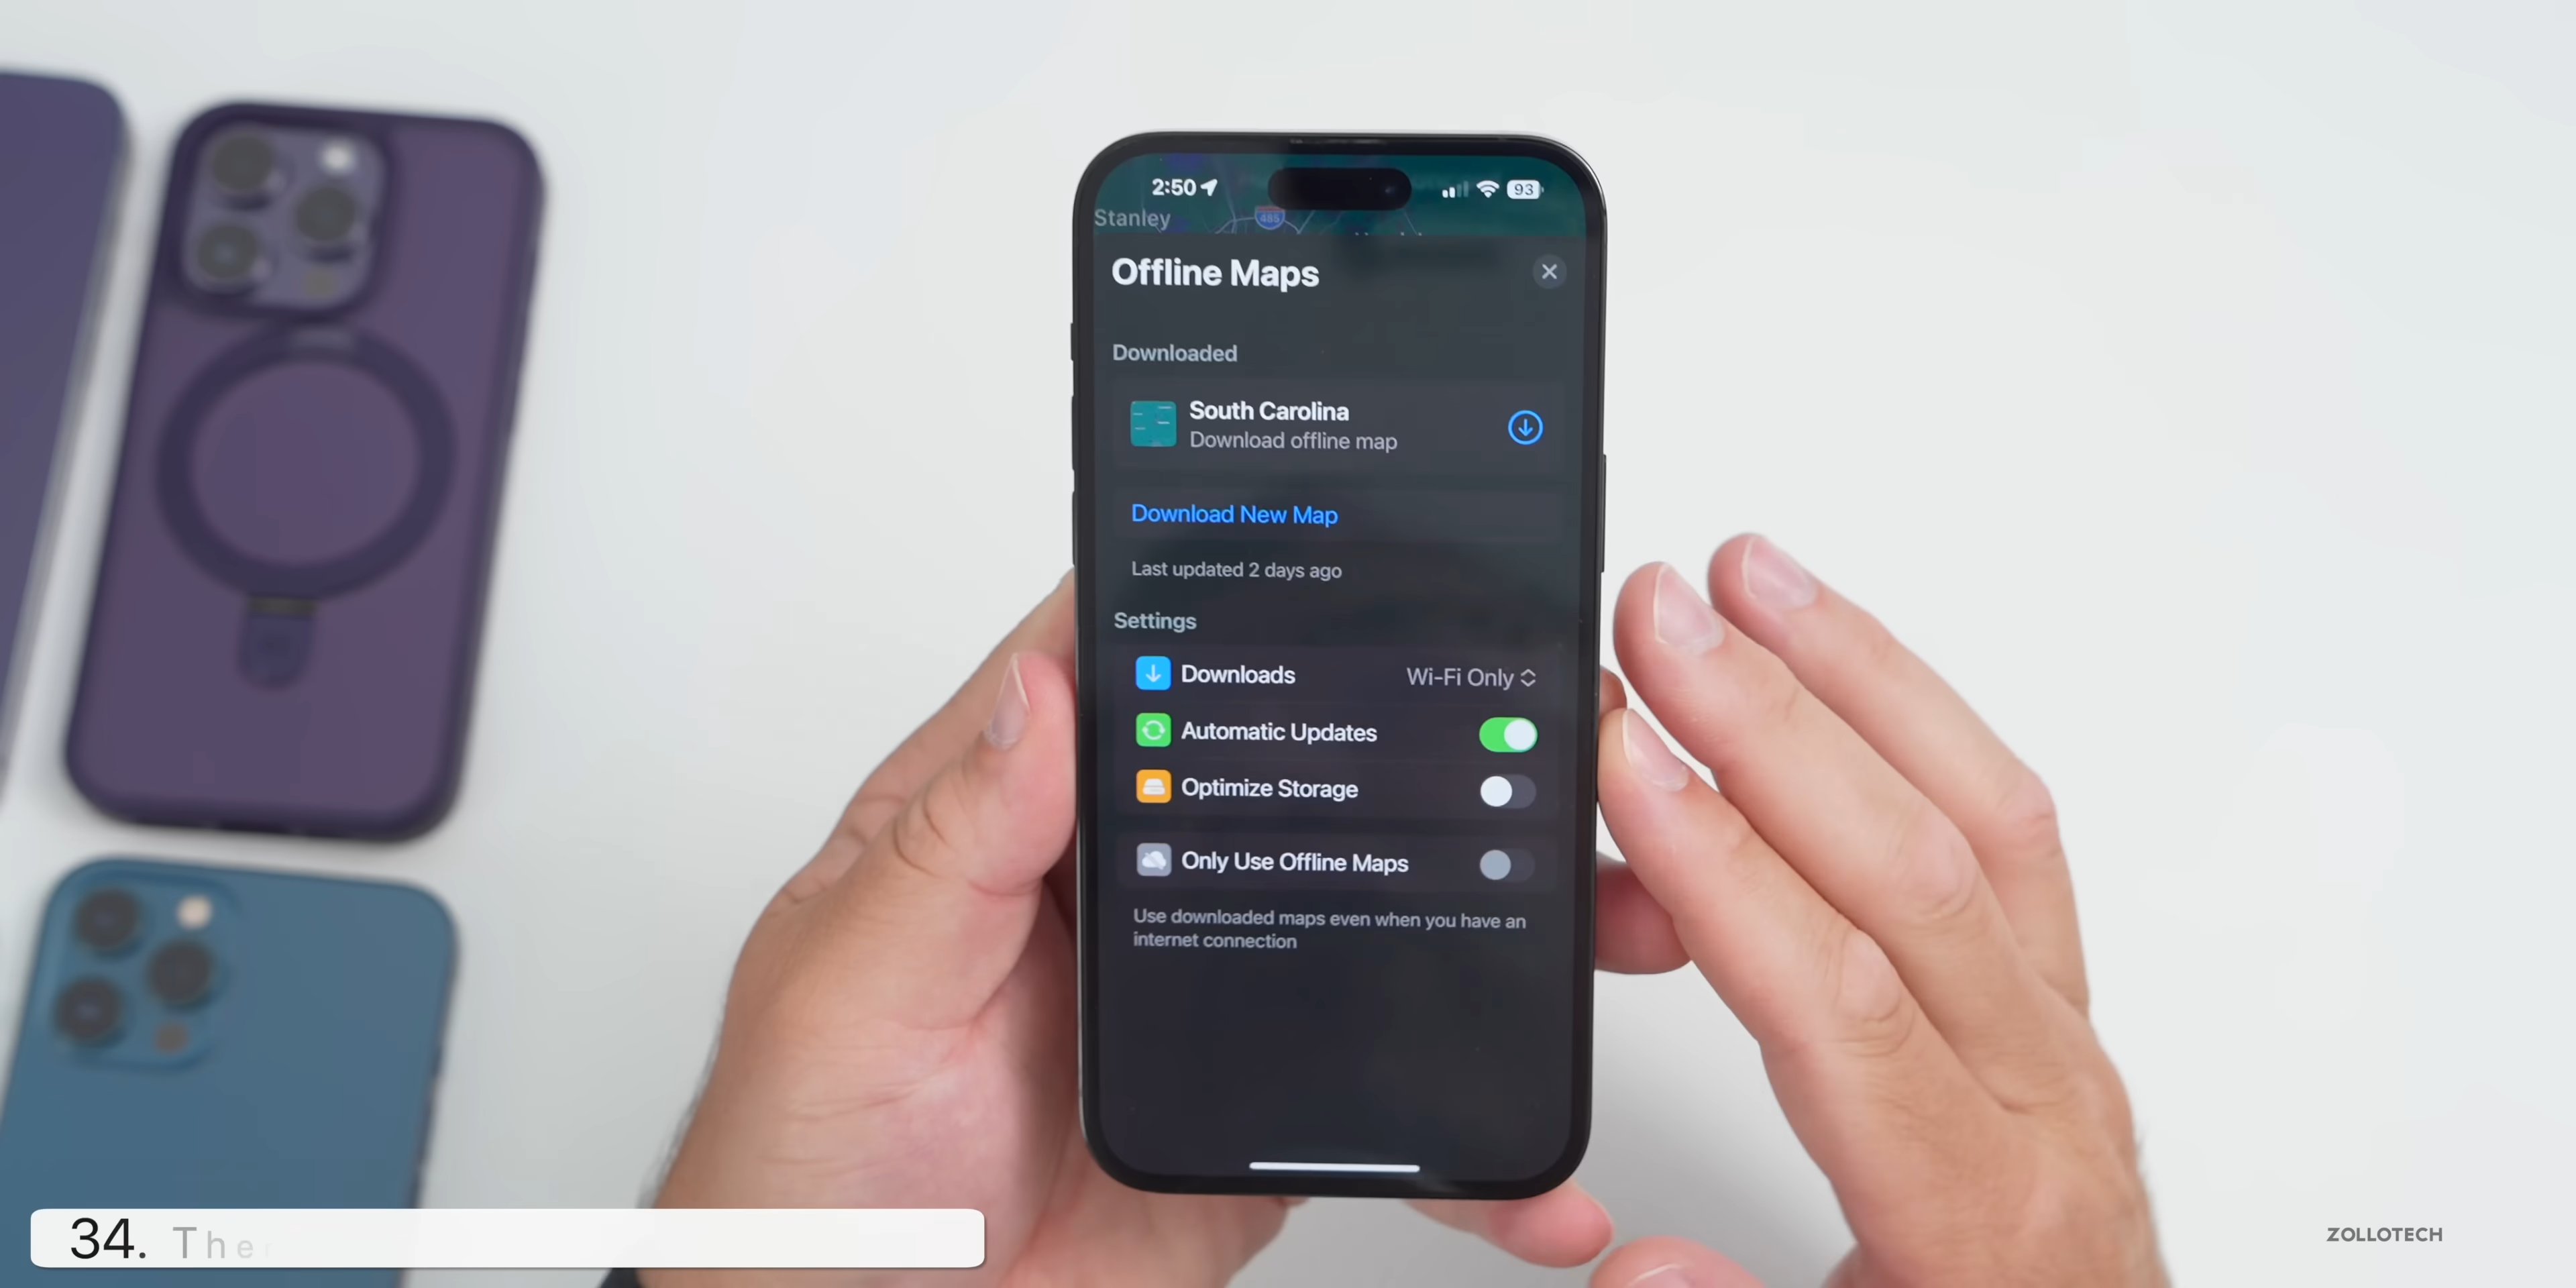 2:50
93
Stanley
485
Offline Maps
Downloaded
South Carolina
Download offline map
Download New Map
Last updated 2 days ago
Settings
Downloads Wi-Fi Only
Automatic Updates
Optimize Storage
Only Use Offline Maps
Use downloaded maps even when you have an
internet connection
34. Ther
ZOLLOTECH